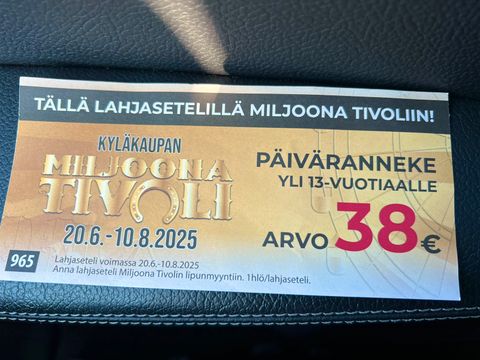 TÄLLÄ LAHJASETELILLÄ MILJOONA TIVOLIIN!
KYLÄKAUPAN
MILJOONA
TIVOLI
20.6.-10.8.2025
PÄIVÄRANNEKE
YLI 13-VUOTIAALLE
ARVO 38€
965
Lahjaseteli voimassa 20.6.-10.8.2025
Anna lahjaseteli Miljoona Tivolin lipunmyyntiin. 1hlö/lahjaseteli.